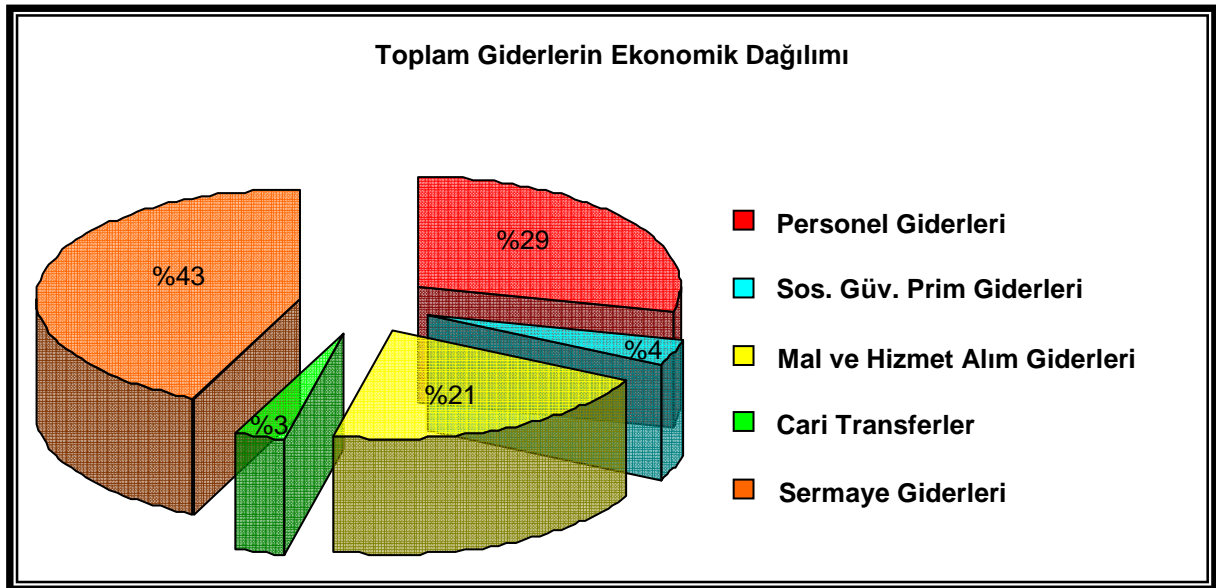 Toplam Giderlerin Ekonomik Dağılımı
%29
%43
%4
%21
%3
Personel Giderleri
Sos. Güv. Prim Giderleri
Mal ve Hizmet Alım Giderleri
Cari Transferler
Sermaye Giderleri